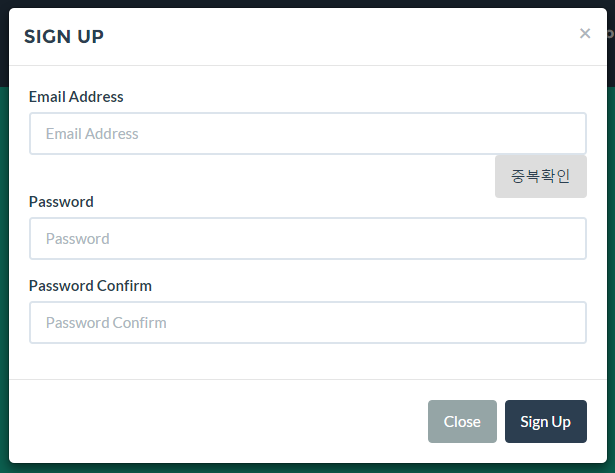 SIGN UP
×
Email Address
Email Address
중복확인
Password
Password
Password Confirm
Password Confirm
Close
Sign Up